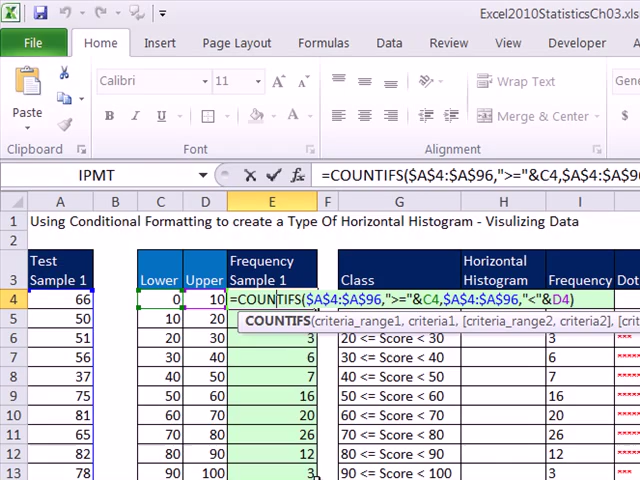 Excel2010StatisticsCh03.xls
File Home Insert Page Layout Formulas Data Review View Developer
Paste Calibri 11 Wrap Text Gene
B I U Merge & Center $
Clipboard Font Alignment
IPMT =COUNTIFS($A$4:$A$96,">="&C4,$A$4:$A$96
A B C D E F G H I
1 Using Conditional Formatting to create a Type Of Horizontal Histogram - Visulizing Data
2
Test Frequency Horizontal
3 Sample 1 Lower Upper Sample 1 Class Histogram Frequency Dot
4 66 0 10 =COUNTIFS($A$4:$A$96,">="&C4,$A$4:$A$96,"<"&D4)
5 50 10 20 COUNTIFS(criteria_range1, criteria1, [criteria_range2, criteria2], [crit
6 51 20 30 3 20 <= Score < 30 3 ***
7 56 30 40 6 30 <= Score < 40 6
8 37 40 50 7 40 <= Score < 50 7
9 75 50 60 16 50 <= Score < 60 16
10 81 60 70 20 60 <= Score < 70 20
11 65 70 80 26 70 <= Score < 80 26
12 82 80 90 12 80 <= Score < 90 12
13 78 90 100 3 90 <= Score < 100 3 ***